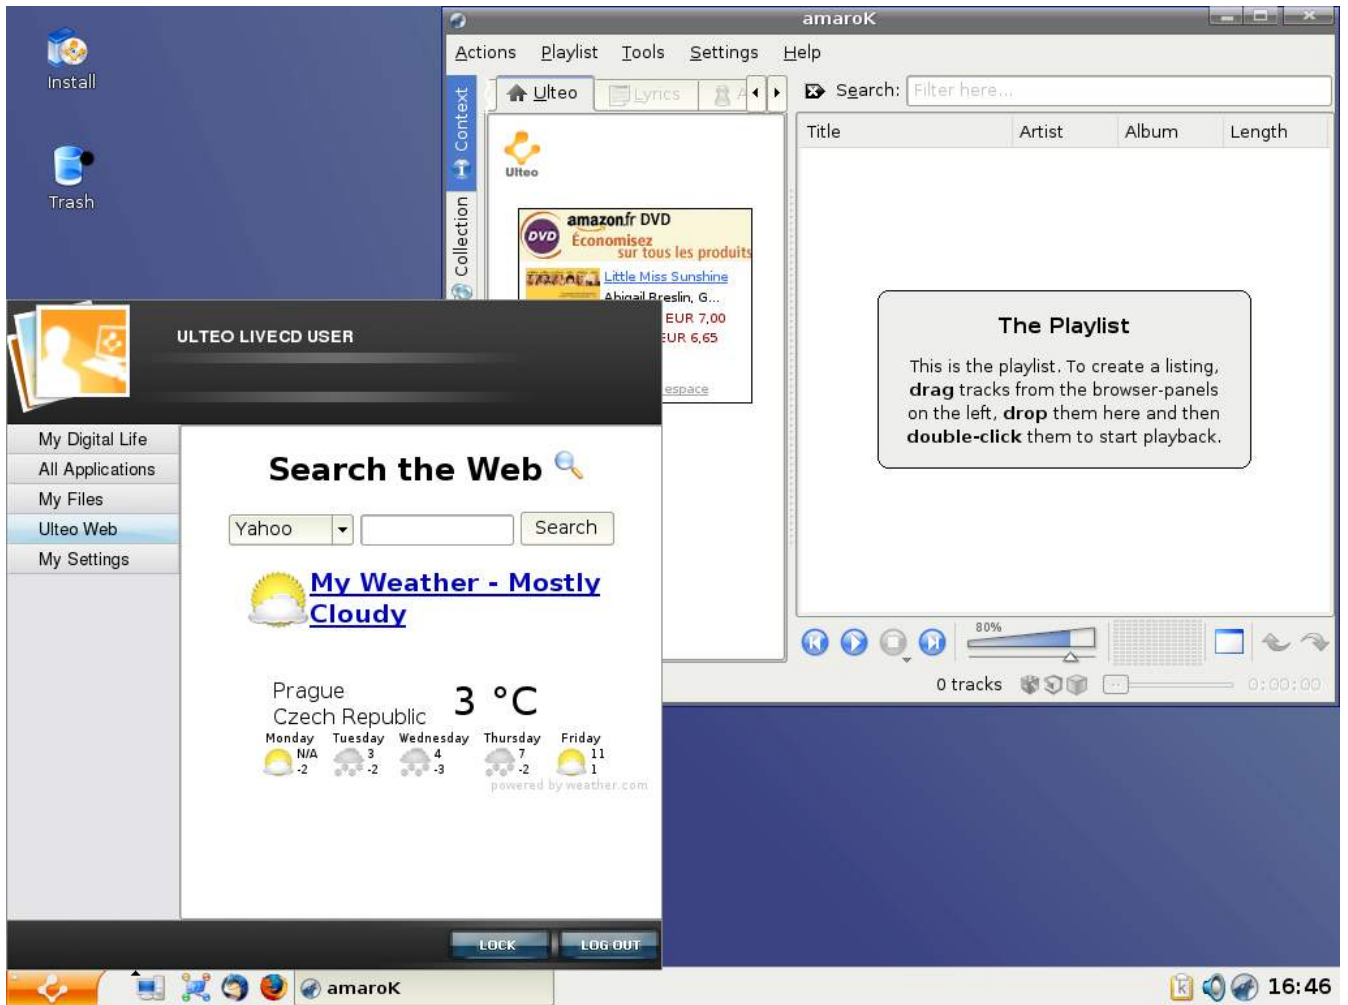 Install
Trash
amaroK
Actions Playlist Tools Settings Help
Context
Collection
Ulteo Lyrics A
Search: Filter here...
Title Artist Album Length
Ulteo
amazon.fr DVD
DVD
Économisez
sur tous les produits
Little Miss Sunshine
Abigail Breslin, G...
EUR 7,00
EUR 6,65
espace
The Playlist
This is the playlist. To create a listing,
drag tracks from the browser-panels
on the left, drop them here and then
double-click them to start playback.
80%
0 tracks
0:00:00
ULTEO LIVECD USER
My Digital Life
All Applications
My Files
Ulteo Web
My Settings
Search the Web
Yahoo Search
My Weather - Mostly
Cloudy
Prague
Czech Republic
3 °C
Monday Tuesday Wednesday Thursday Friday
N/A 3 4 7 11
-2 -2 -3 -2 1
powered by weather.com
LOCK LOG OUT
amaroK
16:46